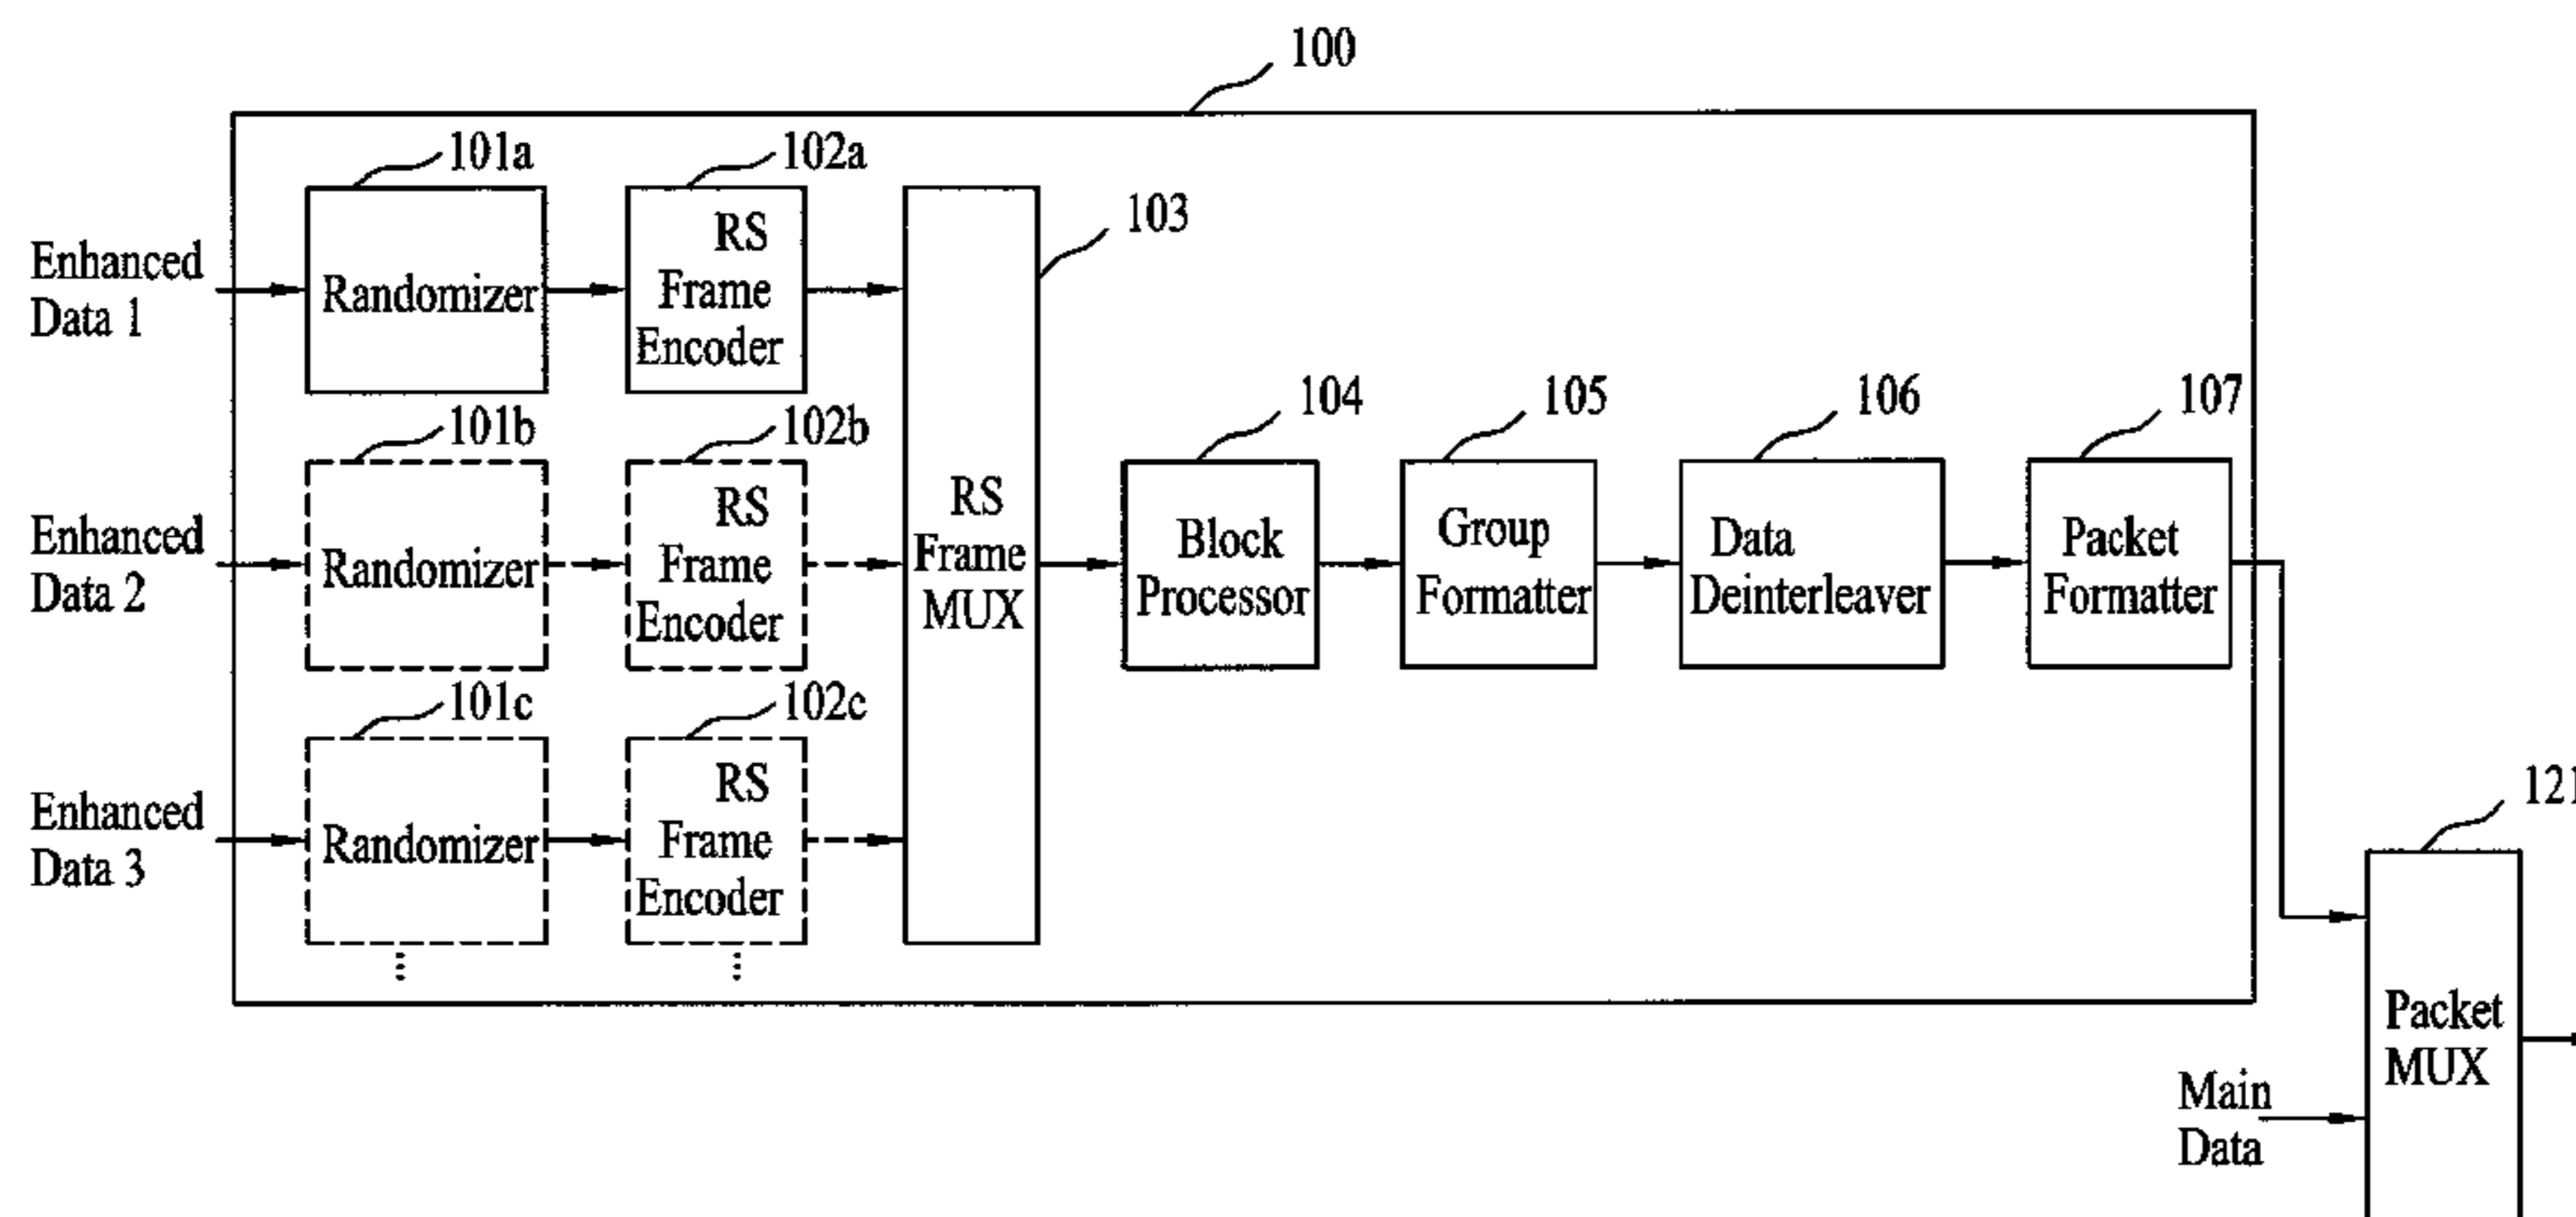 100
101a
102a
103
Enhanced
Data 1
Randomizer
RS
Frame
Encoder
101b
102b
Enhanced
Data 2
Randomizer
RS
Frame
Encoder
RS
Frame
MUX
104
Block
Processor
105
Group
Formatter
106
Data
Deinterleaver
107
Packet
Formatter
101c
102c
Enhanced
Data 3
Randomizer
RS
Frame
Encoder
121
Packet
MUX
Main
Data